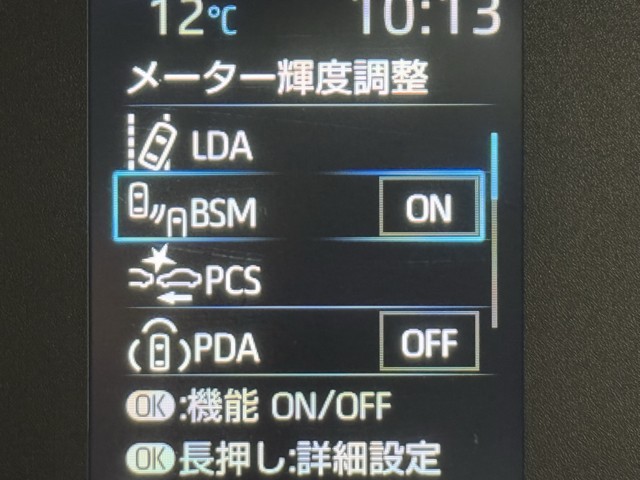 12℃ 10:13
メーター輝度調整
LDA
BSM ON
PCS
PDA OFF
OK:機能 ON/OFF
OK長押し:詳細設定